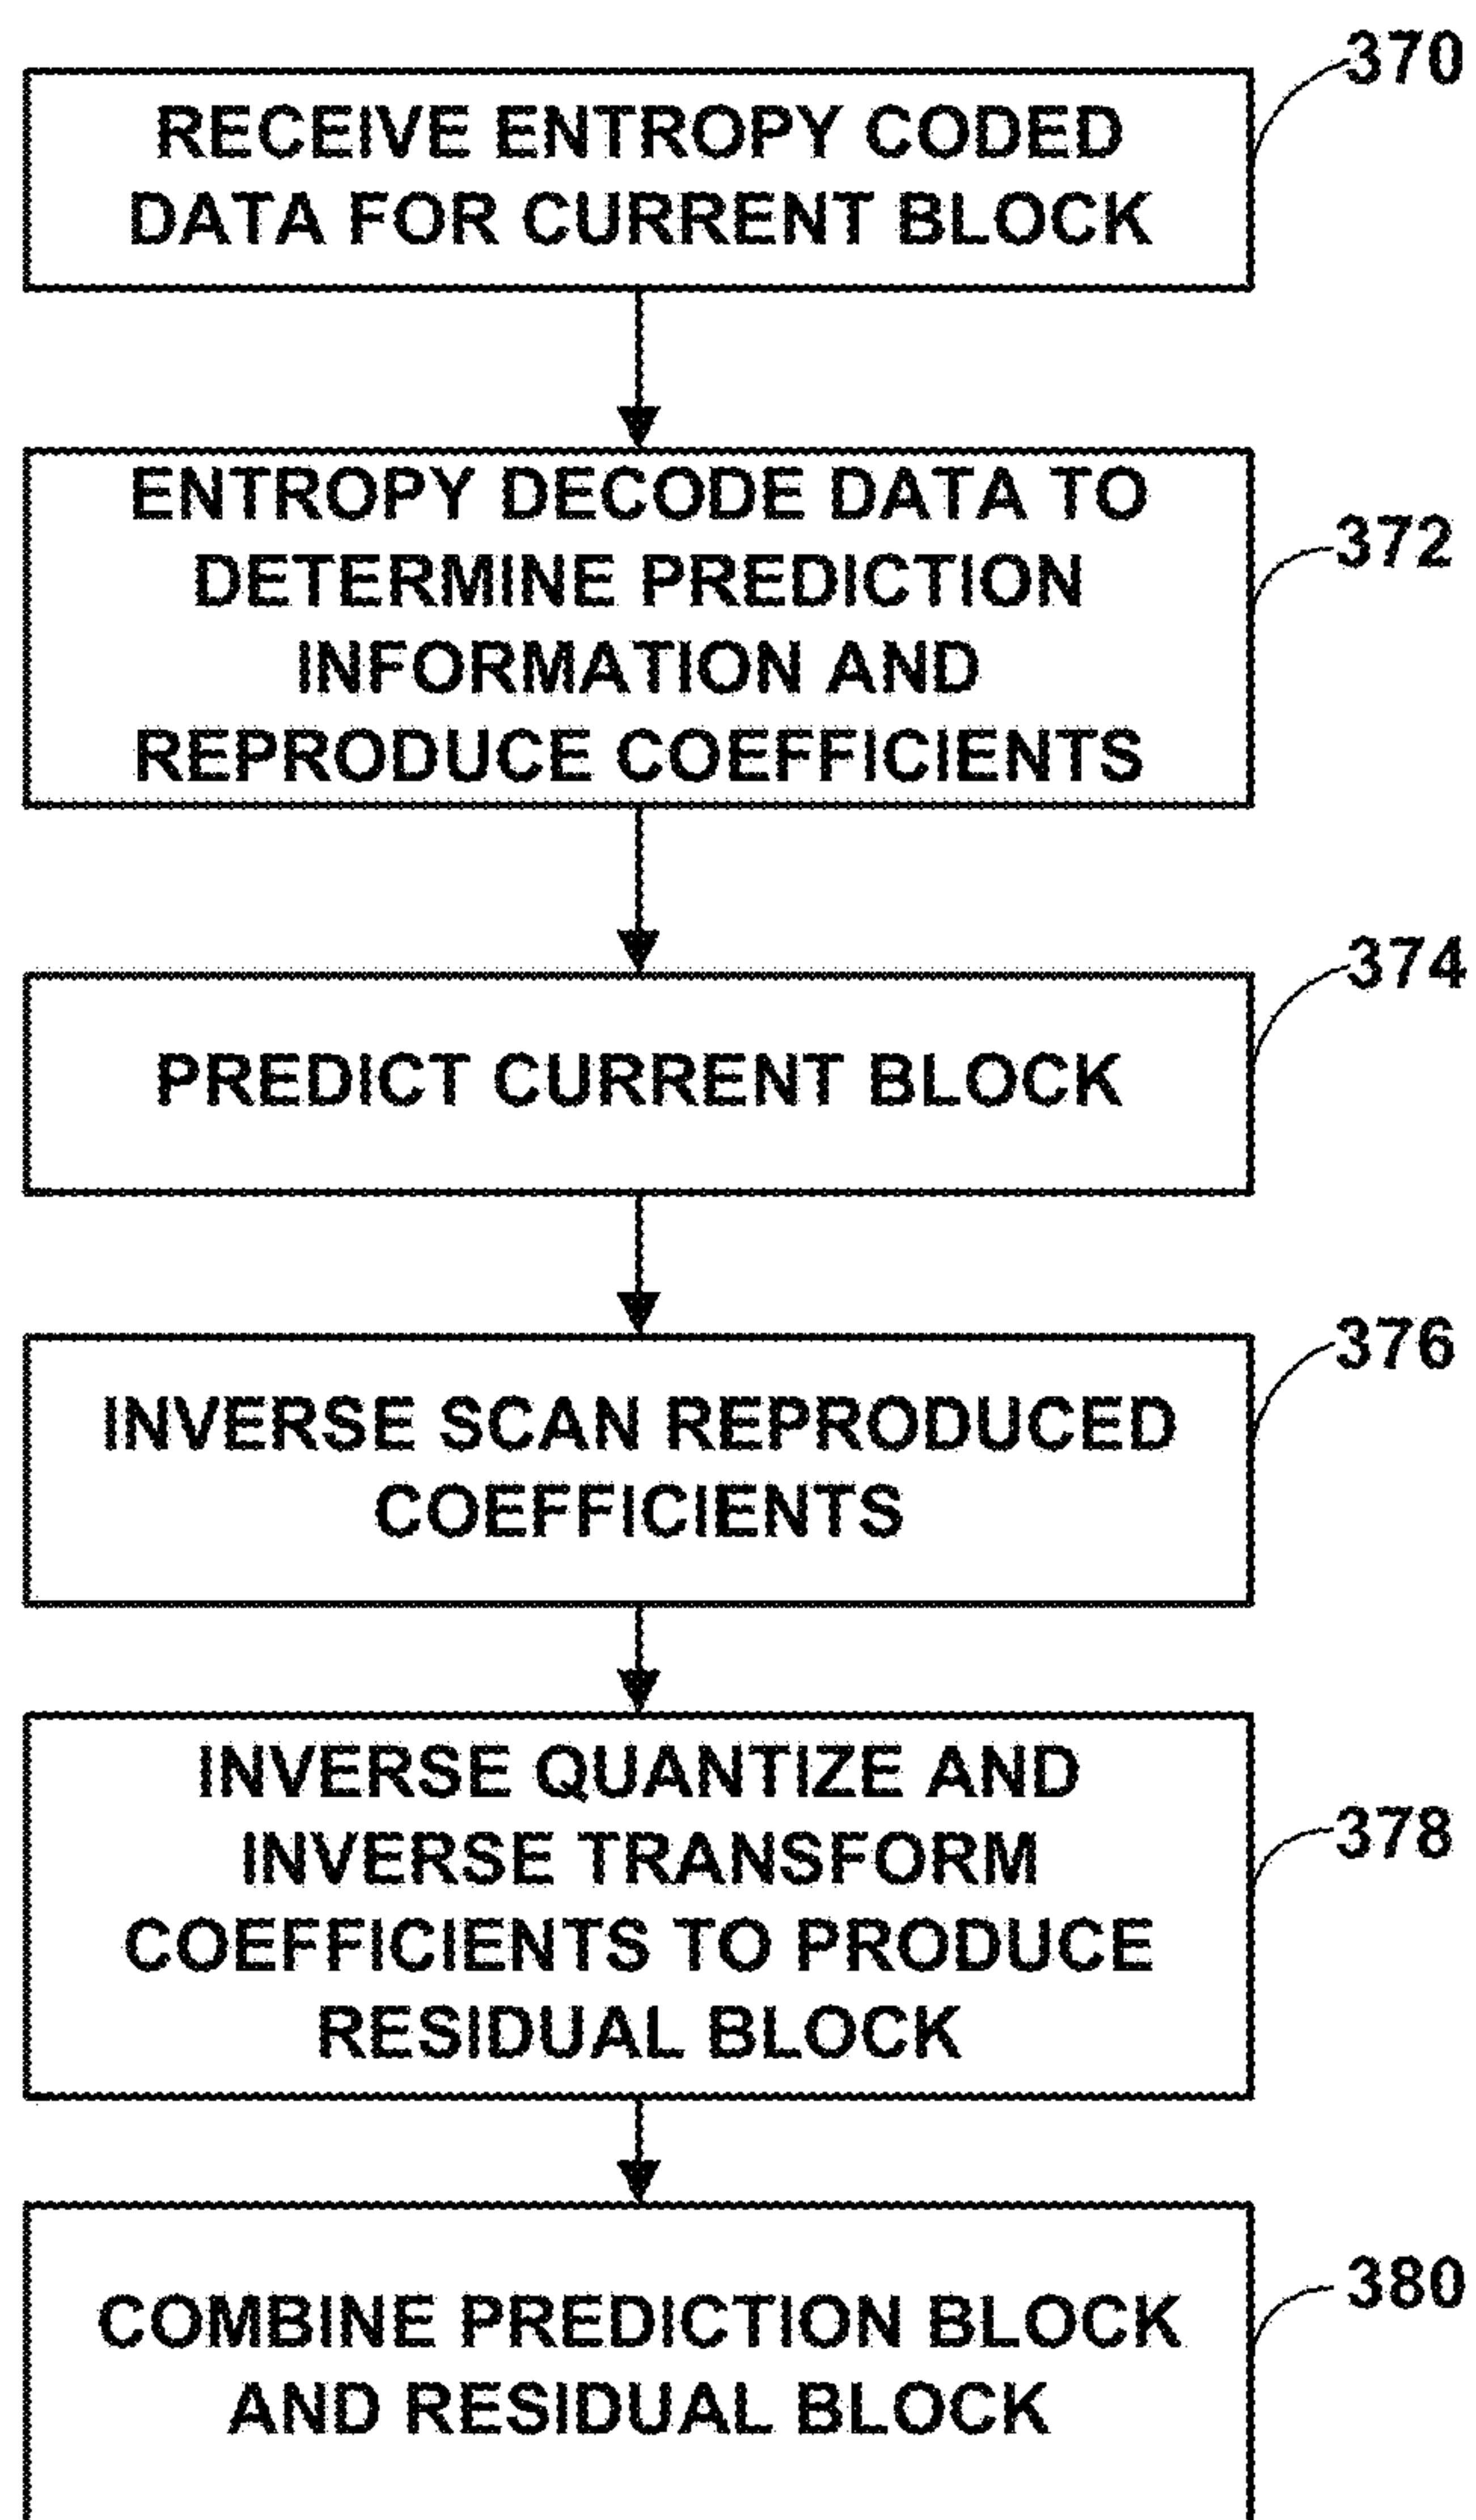 370
RECEIVE ENTROPY CODED
DATA FOR CURRENT BLOCK
ENTROPY DECODE DATA TO
DETERMINE PREDICTION
INFORMATION AND
REPRODUCE COEFFICIENTS
372
374
PREDICT CURRENT BLOCK
376
INVERSE SCAN REPRODUCED
COEFFICIENTS
INVERSE QUANTIZE AND
INVERSE TRANSFORM
COEFFICIENTS TO PRODUCE
RESIDUAL BLOCK
378
380
COMBINE PREDICTION BLOCK
AND RESIDUAL BLOCK